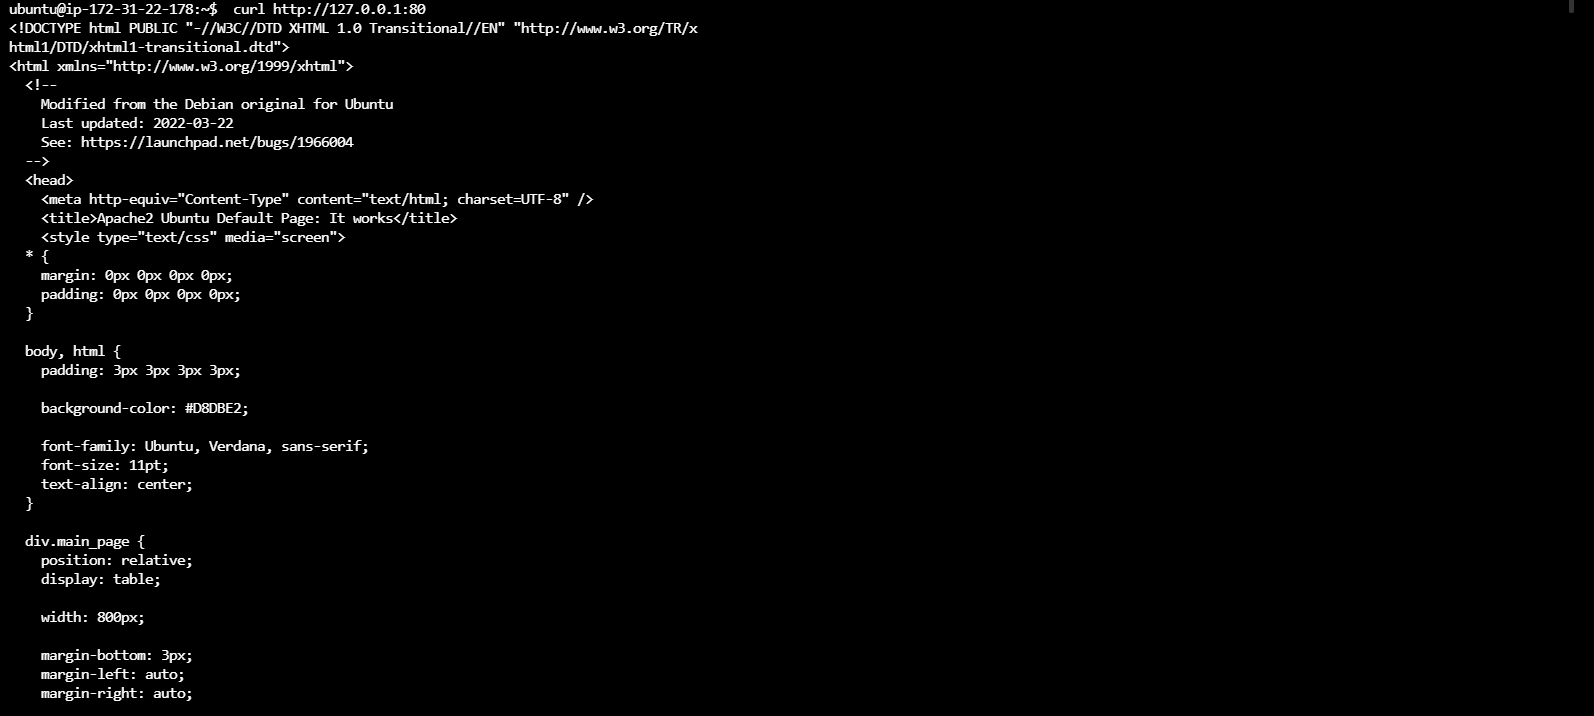 ubuntu@ip-172-31-22-178:~$  curl http://127.0.0.1:80
<!DOCTYPE html PUBLIC "-//W3C//DTD XHTML 1.0 Transitional//EN" "http://www.w3.org/TR/x
html1/DTD/xhtml1-transitional.dtd">
<html xmlns="http://www.w3.org/1999/xhtml">
  <!--
    Modified from the Debian original for Ubuntu
    Last updated: 2022-03-22
    See: https://launchpad.net/bugs/1966004
  -->
  <head>
    <meta http-equiv="Content-Type" content="text/html; charset=UTF-8" />
    <title>Apache2 Ubuntu Default Page: It works</title>
    <style type="text/css" media="screen">
  * {
    margin: 0px 0px 0px 0px;
    padding: 0px 0px 0px 0px;
  }

  body, html {
    padding: 3px 3px 3px 3px;

    background-color: #D8DBE2;

    font-family: Ubuntu, Verdana, sans-serif;
    font-size: 11pt;
    text-align: center;
  }

  div.main_page {
    position: relative;
    display: table;

    width: 800px;

    margin-bottom: 3px;
    margin-left: auto;
    margin-right: auto;